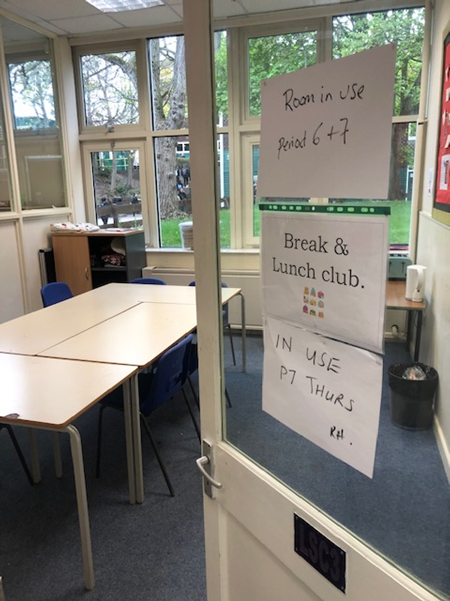 Room in use
period 6 + 7
Break &
Lunch club.
IN USE
P7 THURS
RH.
LSC3